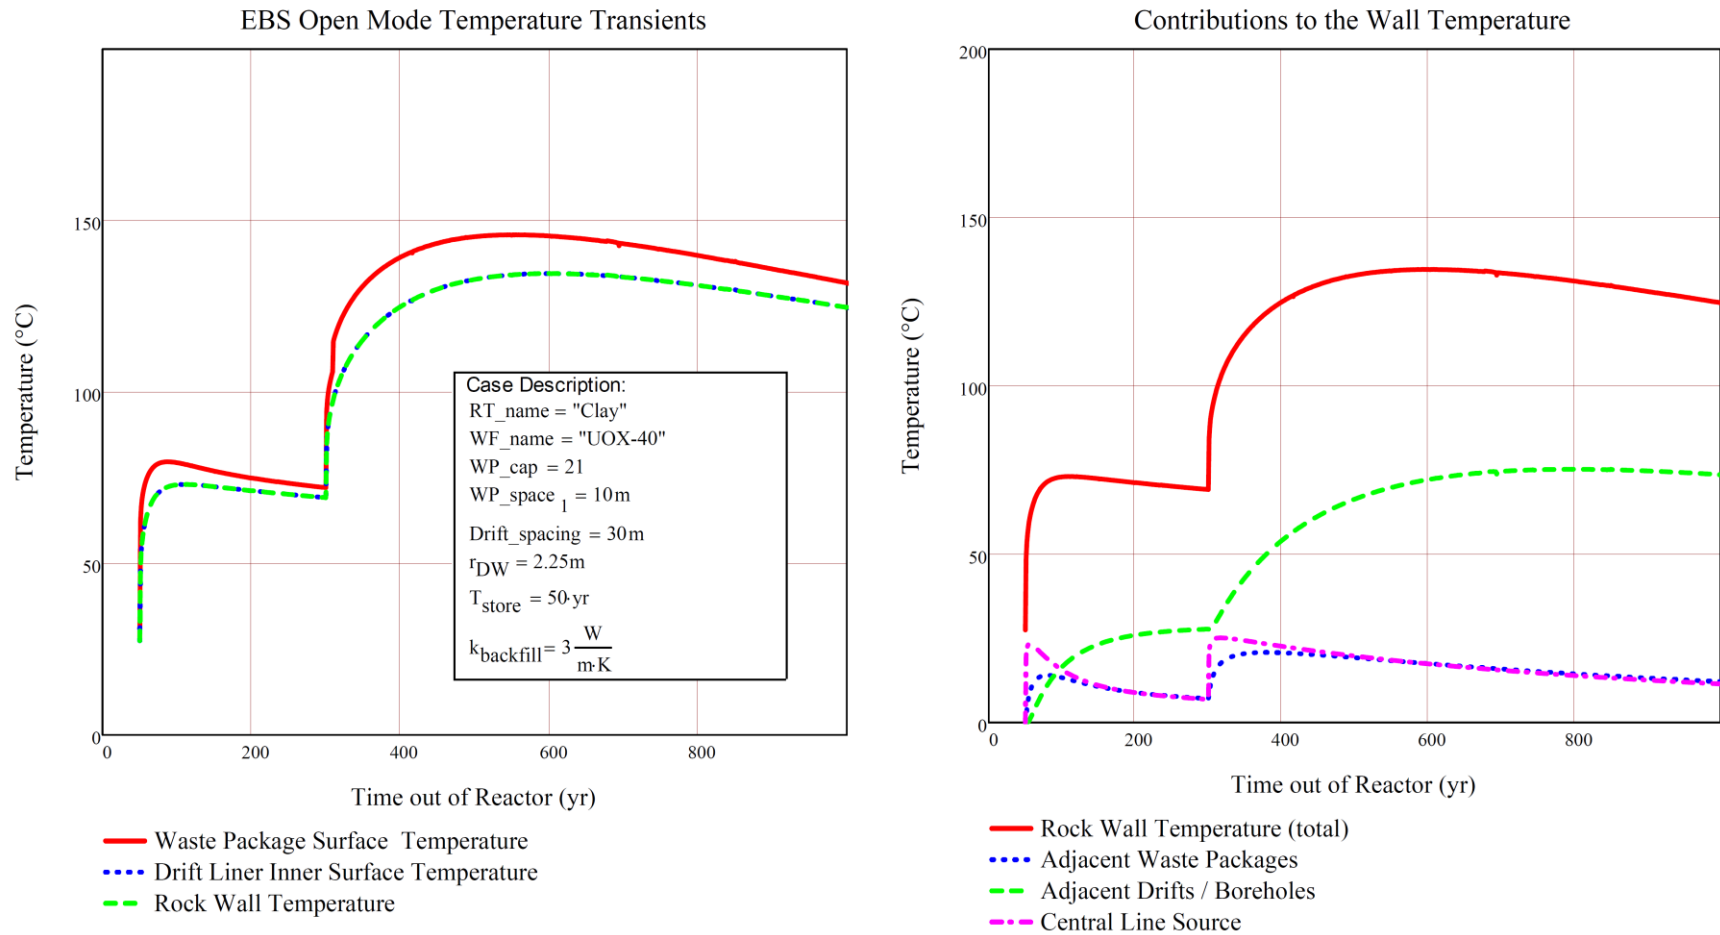 EBS Open Mode Temperature Transients
Temperature (°C)
150
100
50
0
0 200 400 600 800
Time out of Reactor (yr)
Case Description:
RT_name = "Clay"
WF_name = "UOX-40"
WP_cap = 21
WP_space 1 = 10m
Drift_spacing = 30m
rDW = 2.25m
Tstore = 50·yr
kbackfill = 3 W/m·K
Waste Package Surface Temperature
Drift Liner Inner Surface Temperature
Rock Wall Temperature
Contributions to the Wall Temperature
Temperature (°C)
200
150
100
50
0
0 200 400 600 800
Time out of Reactor (yr)
Rock Wall Temperature (total)
Adjacent Waste Packages
Adjacent Drifts / Boreholes
Central Line Source